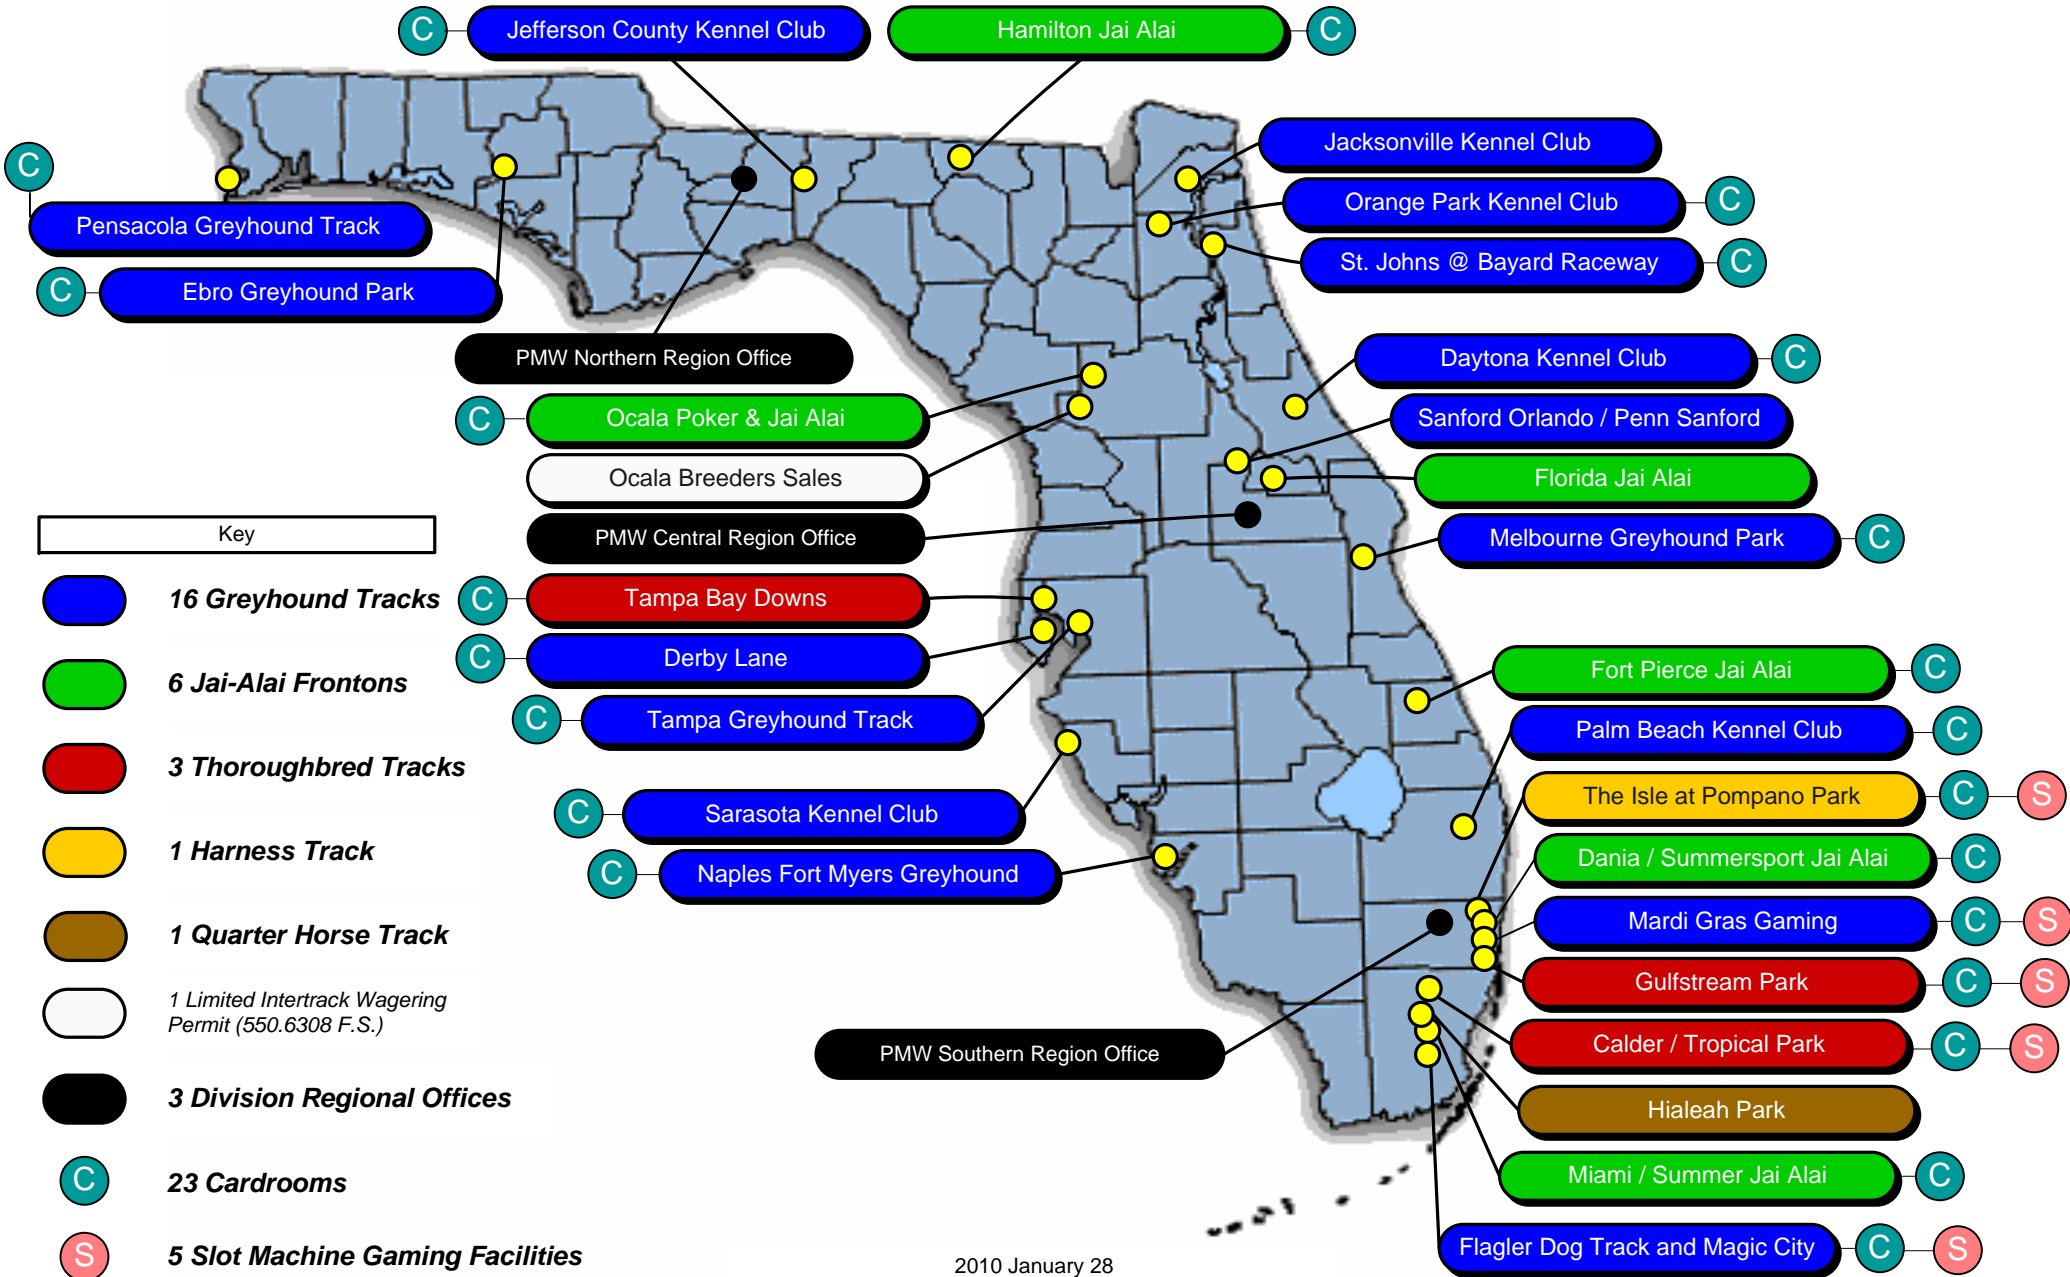 C Jefferson County Kennel Club
Hamilton Jai Alai C
Jacksonville Kennel Club
C
Pensacola Greyhound Track
Orange Park Kennel Club C
St. Johns @ Bayard Raceway C
C Ebro Greyhound Park
PMW Northern Region Office
Daytona Kennel Club C
C Ocala Poker & Jai Alai
Sanford Orlando / Penn Sanford
Ocala Breeders Sales
Florida Jai Alai
PMW Central Region Office
Melbourne Greyhound Park C
C Tampa Bay Downs
C Derby Lane
Fort Pierce Jai Alai C
C Tampa Greyhound Track
Palm Beach Kennel Club C
The Isle at Pompano Park C S
C Sarasota Kennel Club
Dania / Summersport Jai Alai C
C Naples Fort Myers Greyhound
Mardi Gras Gaming C S
Gulfstream Park C S
PMW Southern Region Office
Calder / Tropical Park C S
Hialeah Park
Miami / Summer Jai Alai C
Flagler Dog Track and Magic City C S
Key
16 Greyhound Tracks
6 Jai-Alai Frontons
3 Thoroughbred Tracks
1 Harness Track
1 Quarter Horse Track
1 Limited Intertrack Wagering
Permit (550.6308 F.S.)
3 Division Regional Offices
C 23 Cardrooms
S 5 Slot Machine Gaming Facilities
2010 January 28